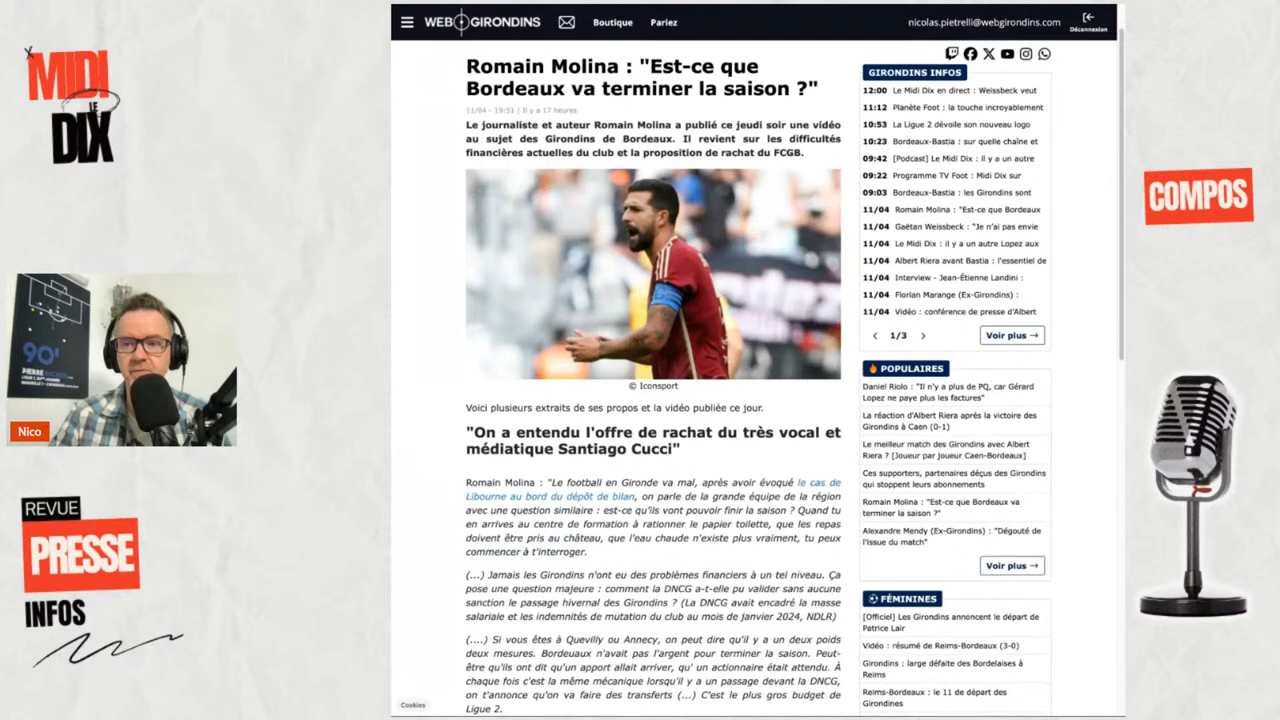 MIDI
LE
DIX
90'
PIERRE
Nico
REVUE
PRESSE
INFOS
WEB GIRONDINS
Boutique
Pariez
nicolas.pietrelli@webgirondins.com
Déconnexion
Romain Molina : "Est-ce que
Bordeaux va terminer la saison ?"
11/04 - 19:51 | Il y a 17 heures
Le journaliste et auteur Romain Molina a publié ce jeudi soir une vidéo
au sujet des Girondins de Bordeaux. Il revient sur les difficultés
financières actuelles du club et la proposition de rachat du FCGB.
© Iconsport
Voici plusieurs extraits de ses propos et la vidéo publiée ce jour.
"On a entendu l'offre de rachat du très vocal et
médiatique Santiago Cucci"
Romain Molina : "Le football en Gironde va mal, après avoir évoqué le cas de
Libourne au bord du dépôt de bilan, on parle de la grande équipe de la région
avec une question similaire : est-ce qu'ils vont pouvoir finir la saison ? Quand tu
en arrives au centre de formation à rationner le papier toilette, que les repas
doivent être pris au château, que l'eau chaude n'existe plus vraiment, tu peux
commencer à t'interroger.
(...) Jamais les Girondins n'ont eu des problèmes financiers à un tel niveau. Ça
pose une question majeure : comment la DNCG a-t-elle pu valider sans aucune
sanction le passage hivernal des Girondins ? (La DNCG avait encadré la masse
salariale et les indemnités de mutation du club au mois de janvier 2024, NDLR)
(....) Si vous êtes à Quevilly ou Annecy, on peut dire qu'il y a un deux poids
deux mesures. Bordeuaux n'avait pas l'argent pour terminer la saison. Peut-
être qu'ils ont dit qu'un apport allait arriver, qu' un actionnaire était attendu. À
chaque fois c'est la même mécanique lorsqu'il y a un passage devant la DNCG,
on t'annonce qu'on va faire des transferts (...) C'est le plus gros budget de
Ligue 2.
Cookies
GIRONDINS INFOS
12:00 Le Midi Dix en direct : Weissbeck veut
11:12 Planète Foot : la touche incroyablement
10:53 La Ligue 2 dévoile son nouveau logo
10:23 Bordeaux-Bastia : sur quelle chaîne et
09:42 [Podcast] Le Midi Dix : il y a un autre
09:22 Programme TV Foot : Midi Dix sur
09:03 Bordeaux-Bastia : les Girondins sont
11/04 Romain Molina : "Est-ce que Bordeaux
11/04 Gaëtan Weissbeck : "Je n'ai pas envie
11/04 Le Midi Dix : il y a un autre Lopez aux
11/04 Albert Riera avant Bastia : l'essentiel de
11/04 Interview - Jean-Étienne Landini :
11/04 Florian Marange (Ex-Girondins) :
11/04 Vidéo : conférence de presse d'Albert
1/3
Voir plus →
POPULAIRES
Daniel Riolo : "Il n'y a plus de PQ, car Gérard
Lopez ne paye plus les factures"
La réaction d'Albert Riera après la victoire des
Girondins à Caen (0-1)
Le meilleur match des Girondins avec Albert
Riera ? [Joueur par Joueur Caen-Bordeaux]
Ces supporters, partenaires déçus des Girondins
qui stoppent leurs abonnements
Romain Molina : "Est-ce que Bordeaux va
terminer la saison ?"
Alexandre Mendy (Ex-Girondins) : "Dégouté de
l'issue du match"
Voir plus →
FÉMININES
[Officiel] Les Girondins annoncent le départ de
Patrice Lair
Vidéo : résumé de Reims-Bordeaux (3-0)
Girondins : large défaite des Bordelaises à
Reims
Reims-Bordeaux : le 11 de départ des
Girondines
COMPOS